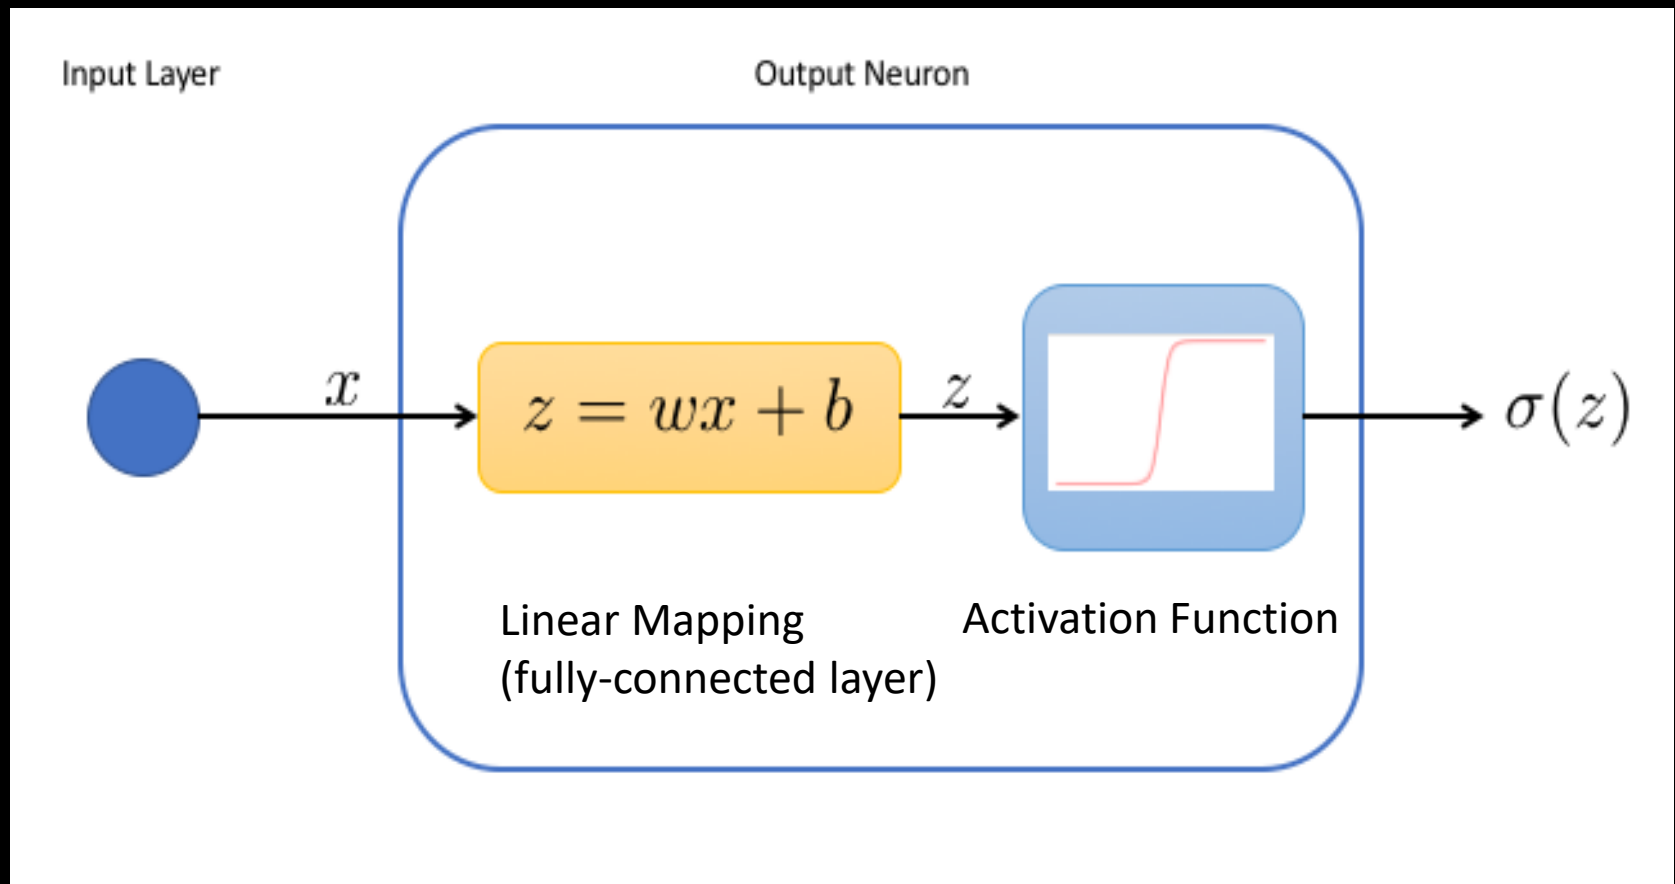 Input Layer
Output Neuron
x
z = wx + b
z
σ(z)
Linear Mapping
(fully-connected layer)
Activation Function